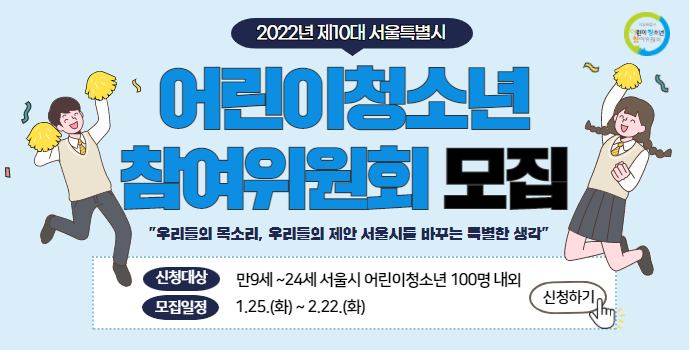 2022년 제10대 서울특별시
어린이청소년
참여위원회 모집
"우리들의 목소리, 우리들의 제안 서울시를 바꾸는 특별한 생각"
신청대상 만9세 ~24세 서울시 어린이청소년 100명 내외
모집일정 1.25.(화) ~ 2.22.(화)
신청하기